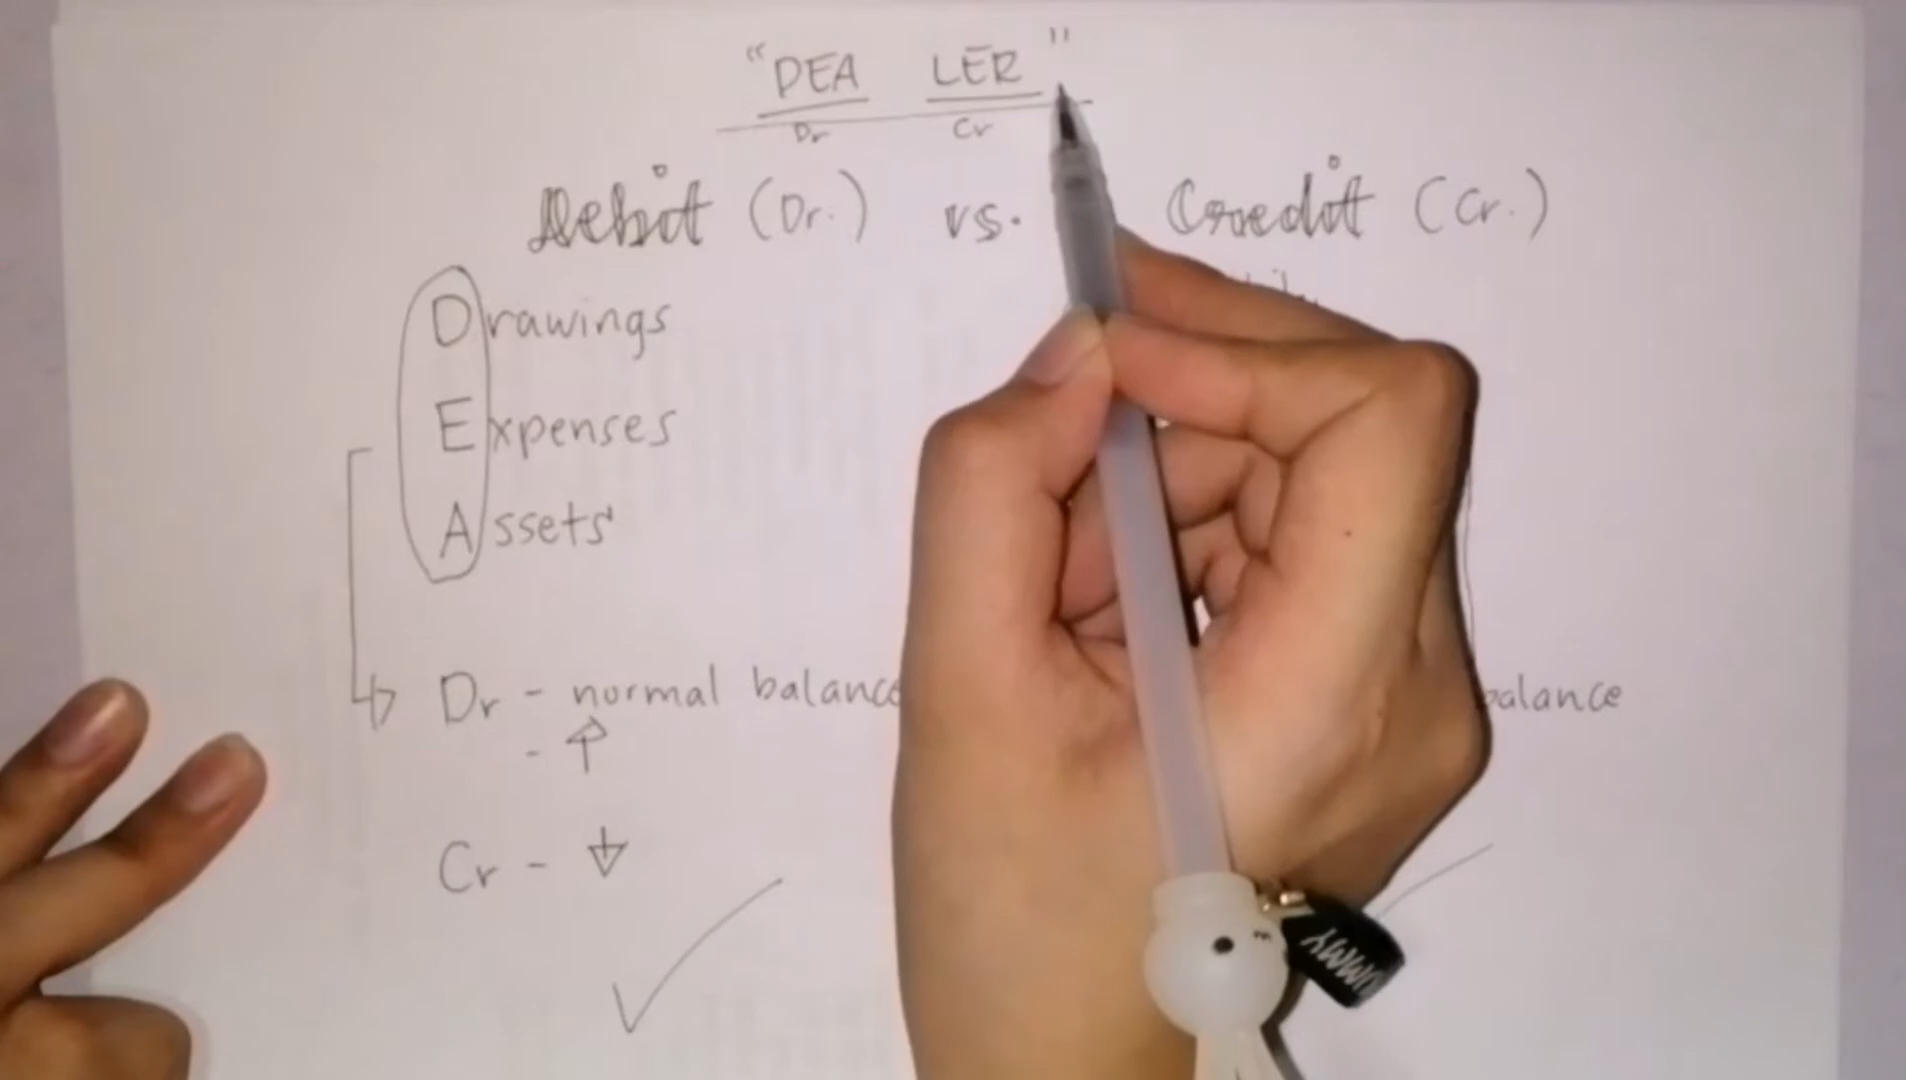 "DEA LER"
Dr Cr
Debit (Dr.) vs. Credit (Cr.)
Drawings
Expenses
Assets
Dr - normal balance balance
- ↑
Cr - ↓